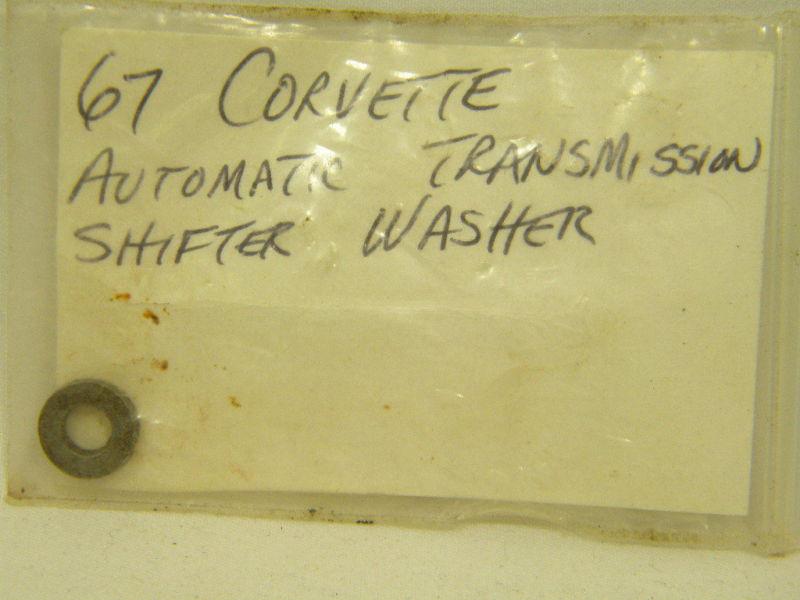 67 CORVETTE
AUTOMATIC TRANSMISSION
SHIFTER WASHER